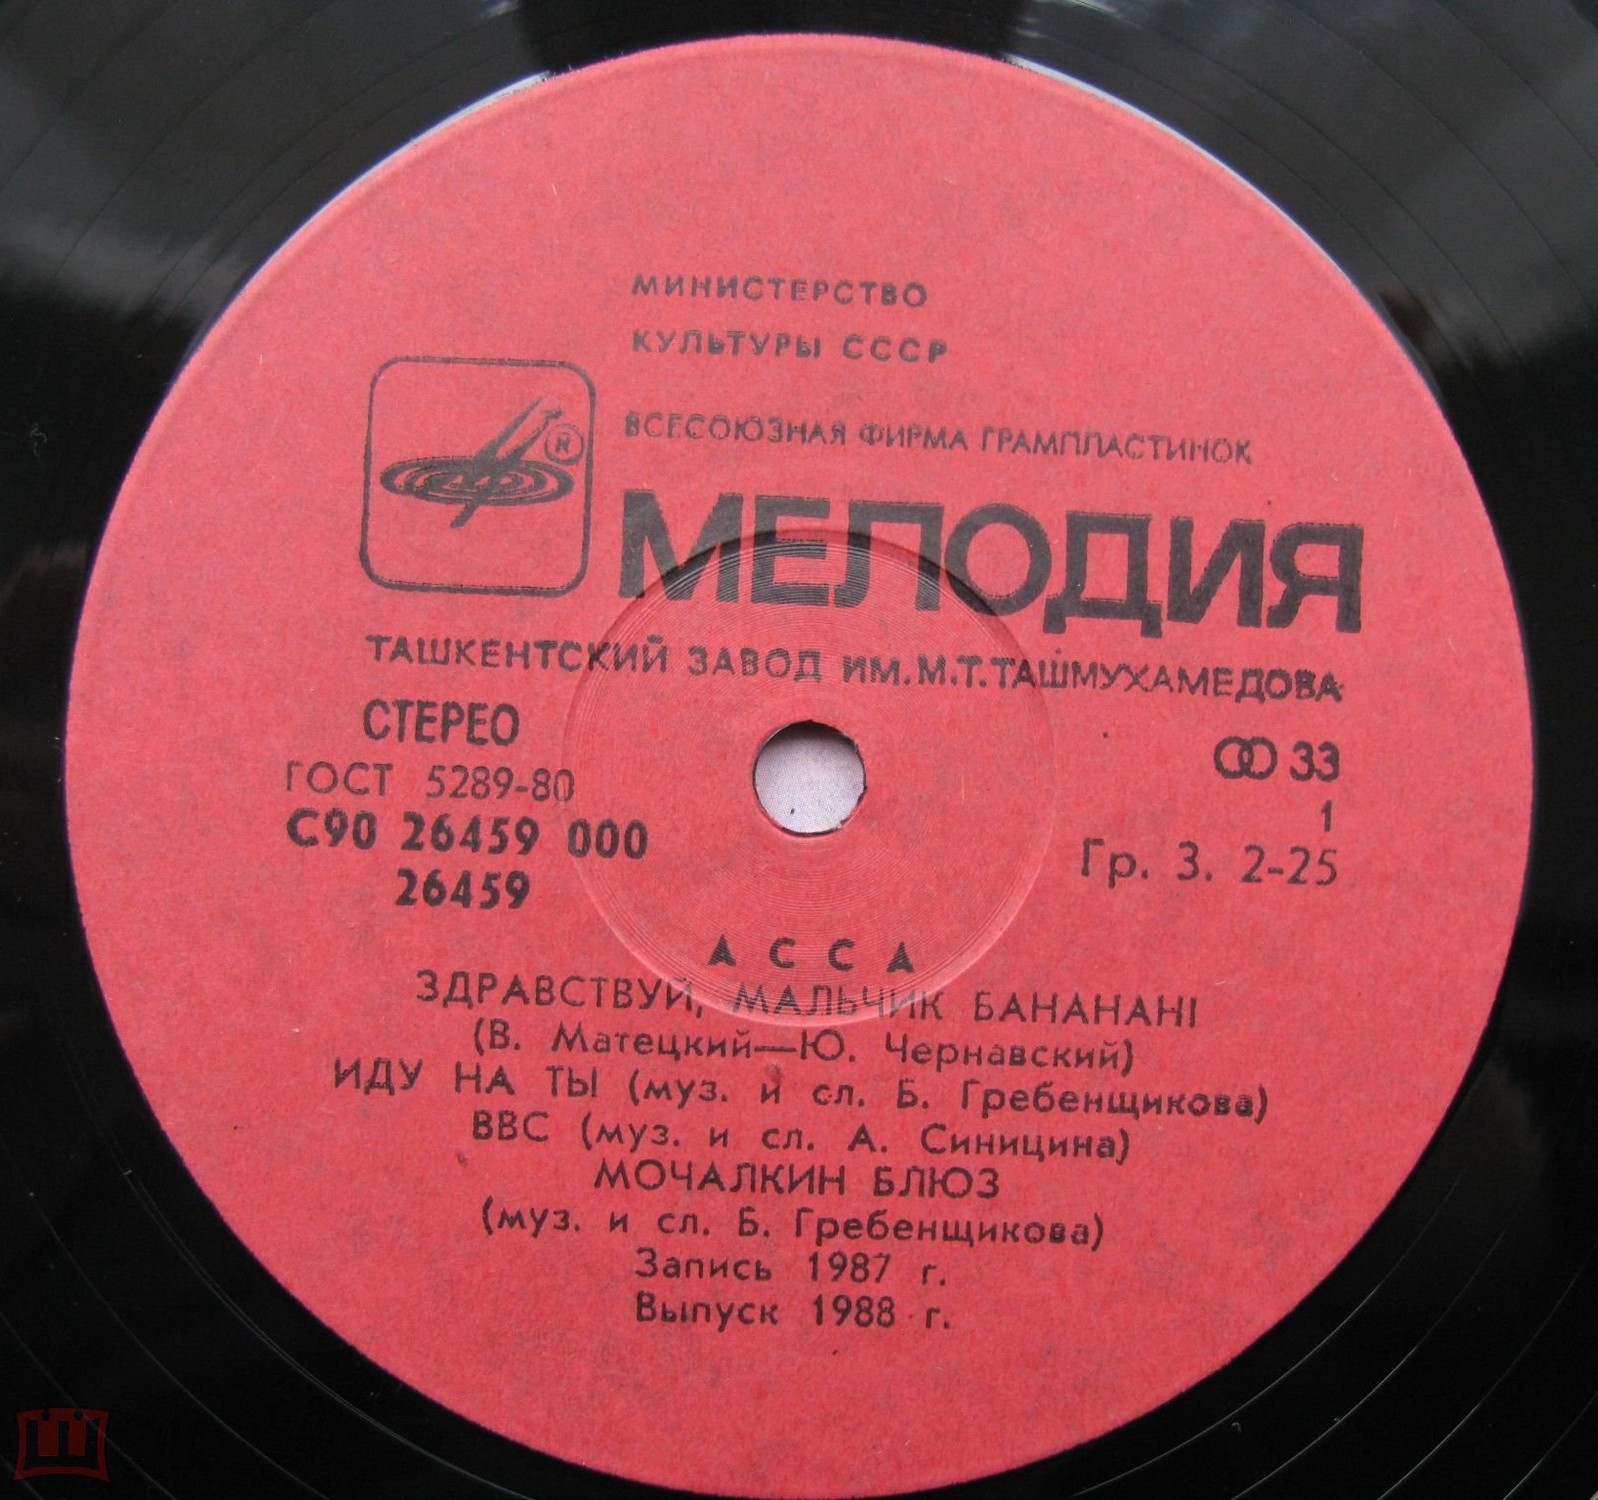 МИНИСТЕРСТВО
КУЛЬТУРЫ СССР
ВСЕСОЮЗНАЯ ФИРМА ГРАМПЛАСТИНОК
МЕЛОДИЯ
ТАШКЕНТСКИЙ ЗАВОД ИМ.М.Т.ТАШМУХАМЕДОВА
СТЕРЕО
ГОСТ 5289-80
С90 26459 000
26459
33
1
Гр. 3. 2-25
АССА
ЗДРАВСТВУЙ, МАЛЬЧИК БАНАНАН!
(В. Матецкий—Ю. Чернавский)
ИДУ НА ТЫ (муз. и сл. Б. Гребенщикова)
ВВС (муз. и сл. А. Синицина)
МОЧАЛКИН БЛЮЗ
(муз. и сл. Б. Гребенщикова)
Запись 1987 г.
Выпуск 1988 г.